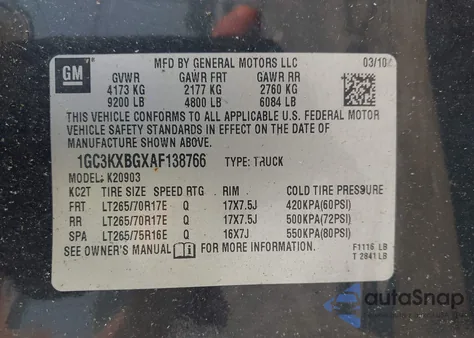 GM
MFD BY GENERAL MOTORS LLC 03/10
GVWR GAWR FRT GAWR RR
4173 KG 2177 KG 2760 KG
9200 LB 4800 LB 6084 LB
THIS VEHICLE CONFORMS TO ALL APPLICABLE U.S. FEDERAL MOTOR
VEHICLE SAFETY STANDARDS IN EFFECT ON THE DATE OF
MANUFACTURE SHOWN ABOVE.
1GC3KXBGXAF138766 TYPE: TRUCK
MODEL: K20903
KC2T TIRE SIZE SPEED RTG RIM COLD TIRE PRESSURE
FRT LT265/70R17E Q 17X7.5J 420KPA(60PSI)
RR LT265/70R17E Q 17X7.5J 500KPA(72PSI)
SPA LT265/75R16E Q 16X7J 550KPA(80PSI)
SEE OWNER'S MANUAL FOR MORE INFORMATION.
F1116 LB
T 2841 LB
autoSnap